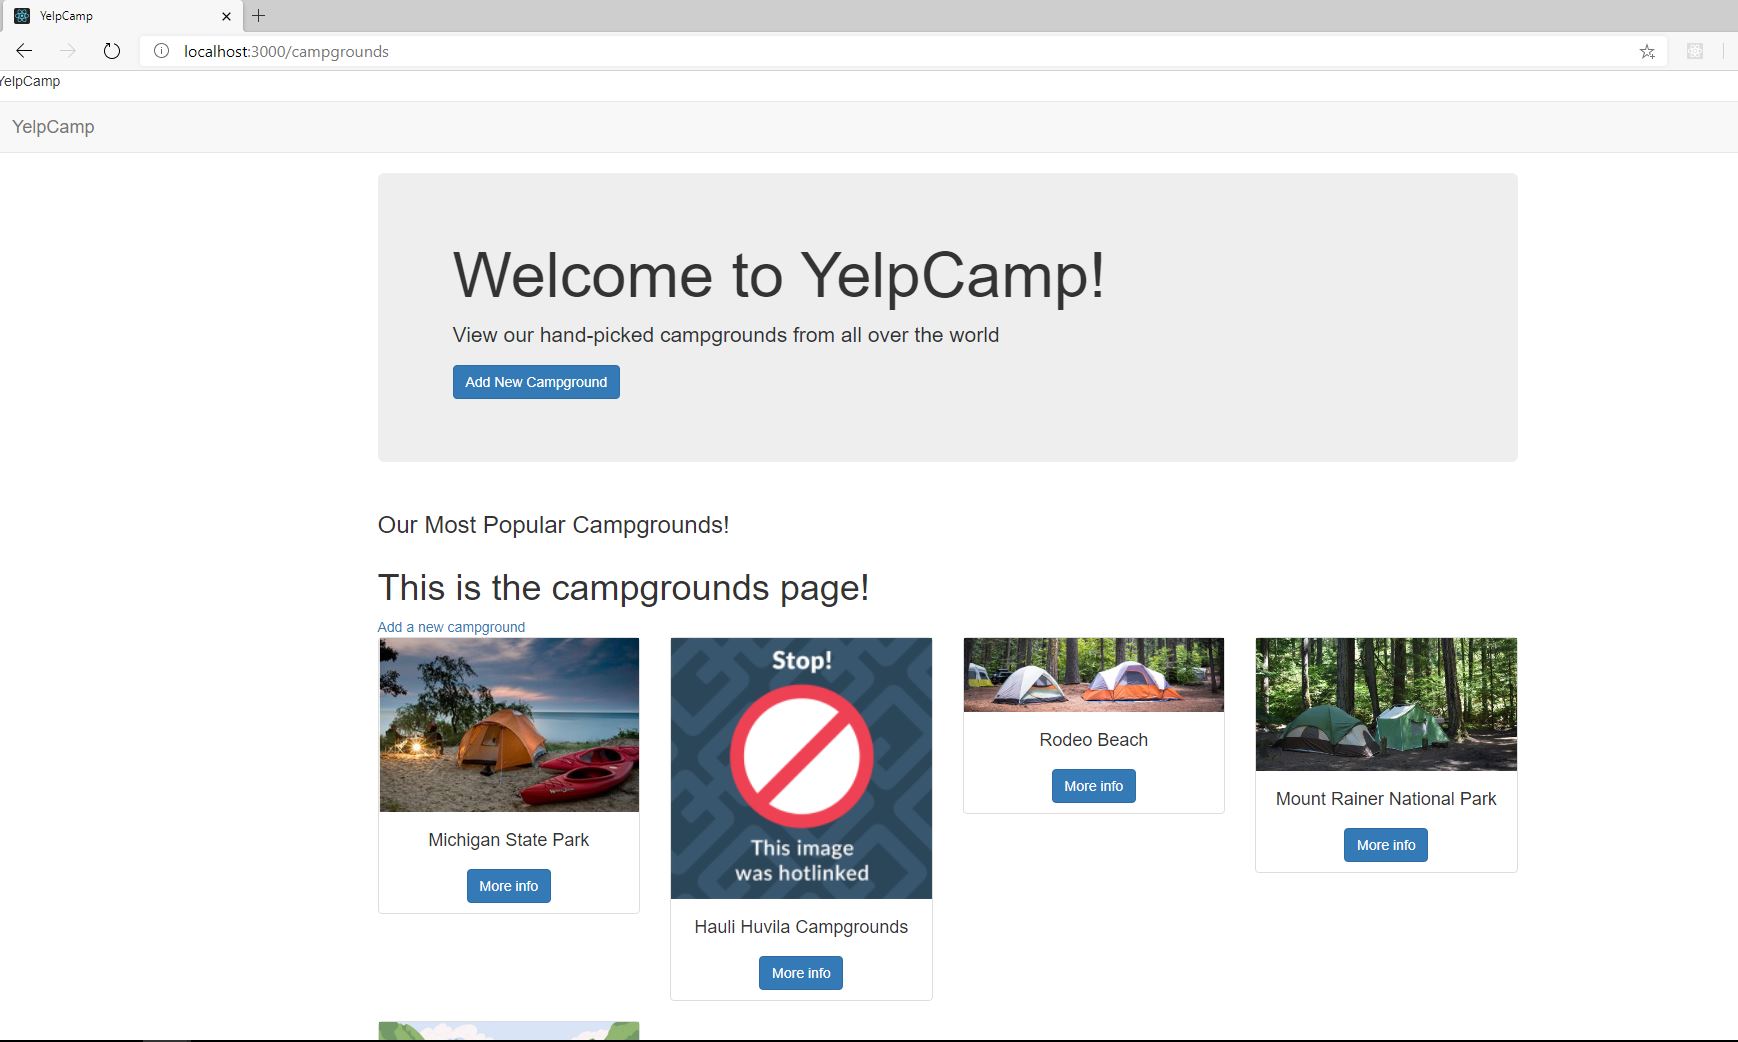 YelpCamp
localhost:3000/campgrounds
YelpCamp
YelpCamp
Welcome to YelpCamp!
View our hand-picked campgrounds from all over the world
Add New Campground
Our Most Popular Campgrounds!
This is the campgrounds page!
Add a new campground
Michigan State Park
More info
Stop!
This image
was hotlinked
Hauli Huvila Campgrounds
More info
Rodeo Beach
More info
Mount Rainer National Park
More info